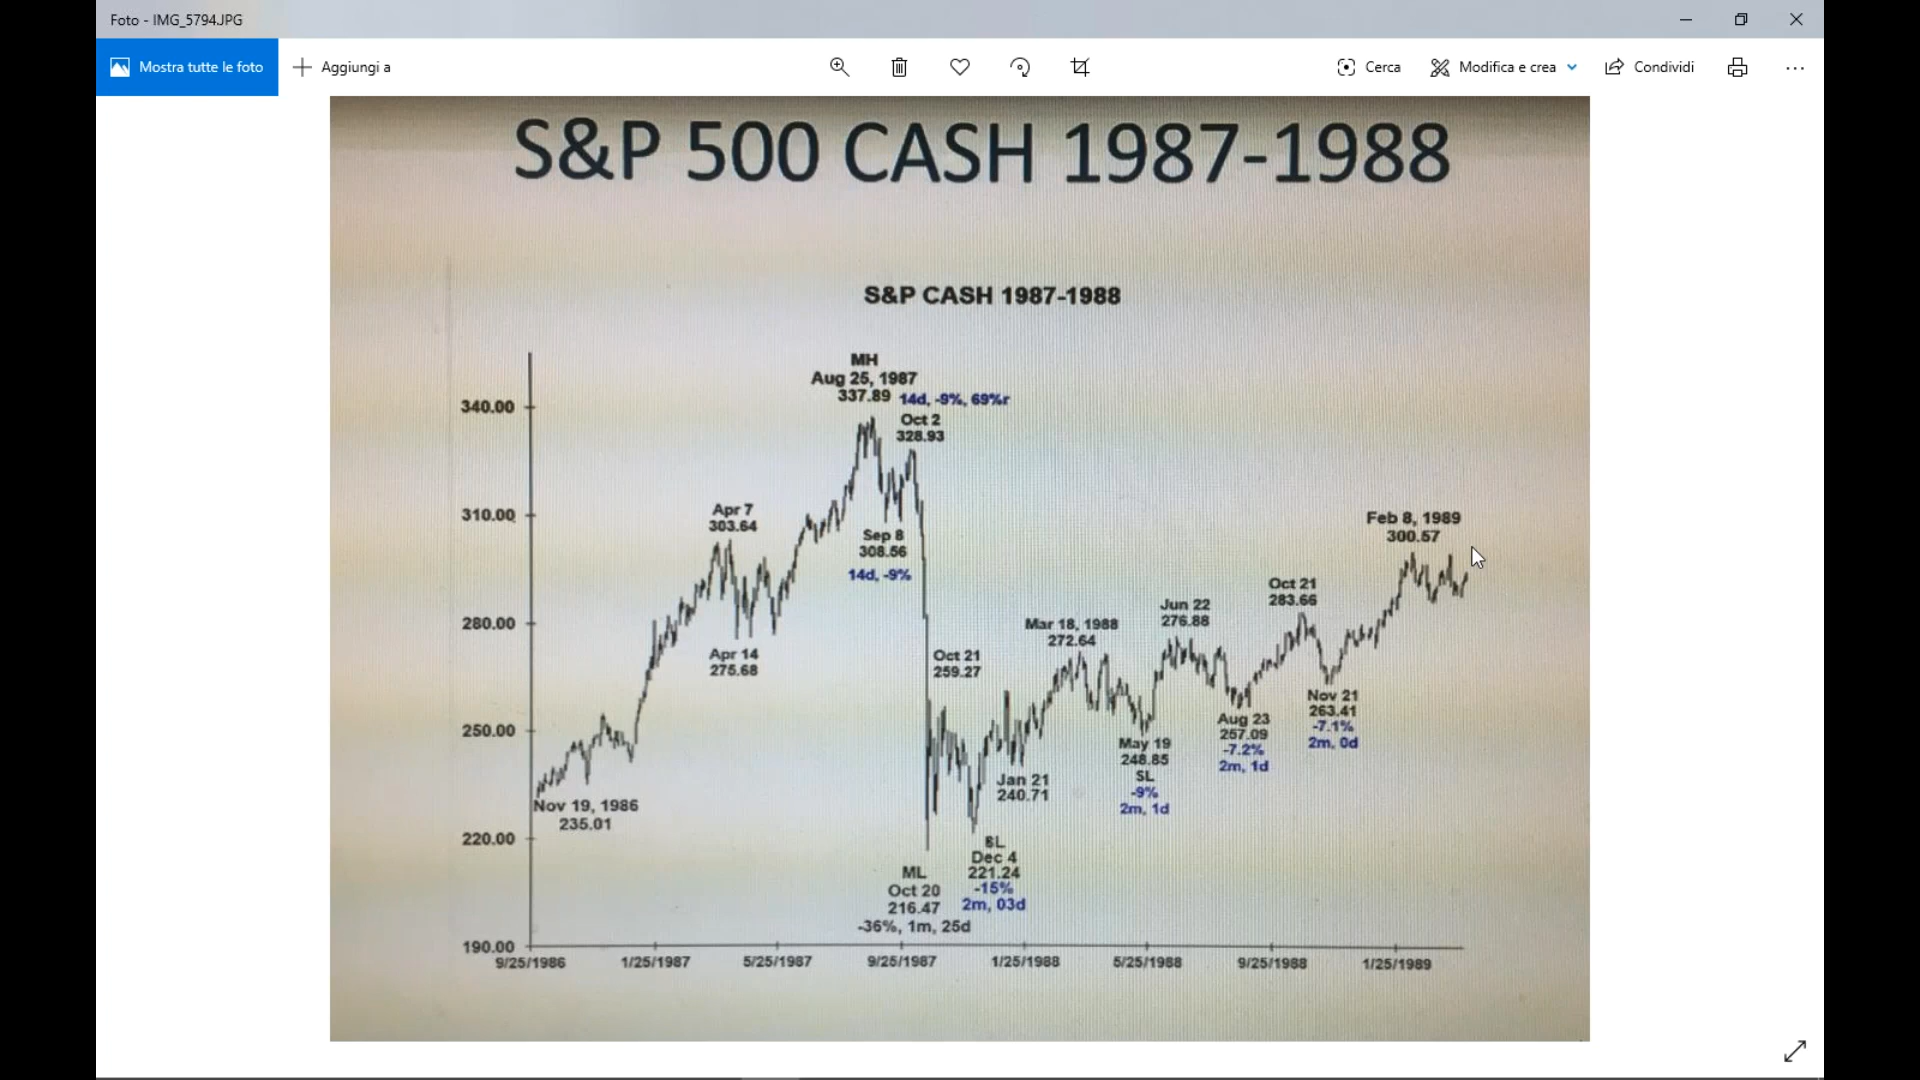 Foto - IMG_5794.JPG
Mostra tutte le foto
Aggiungi a
Cerca
Modifica e crea
Condividi
S&P 500 CASH 1987-1988
S&P CASH 1987-1988
MH
Aug 25, 1987
337.89
14d, -9%, 69%r
Oct 2
328.93
340.00
310.00
280.00
250.00
220.00
190.00
Apr 7
303.64
Sep 8
308.56
14d, -9%
Apr 14
275.68
Nov 19, 1986
235.01
Oct 21
259.27
ML
Oct 20
216.47
-36%, 1m, 25d
SL
Dec 4
221.24
-15%
2m, 03d
Jan 21
240.71
Mar 18, 1988
272.64
May 19
248.85
SL
-9%
2m, 1d
Jun 22
276.88
Aug 23
257.09
-7.2%
2m, 1d
Oct 21
283.66
Nov 21
263.41
-7.1%
2m, 0d
Feb 8, 1989
300.57
9/25/1986
1/25/1987
5/25/1987
9/25/1987
1/25/1988
5/25/1988
9/25/1988
1/25/1989